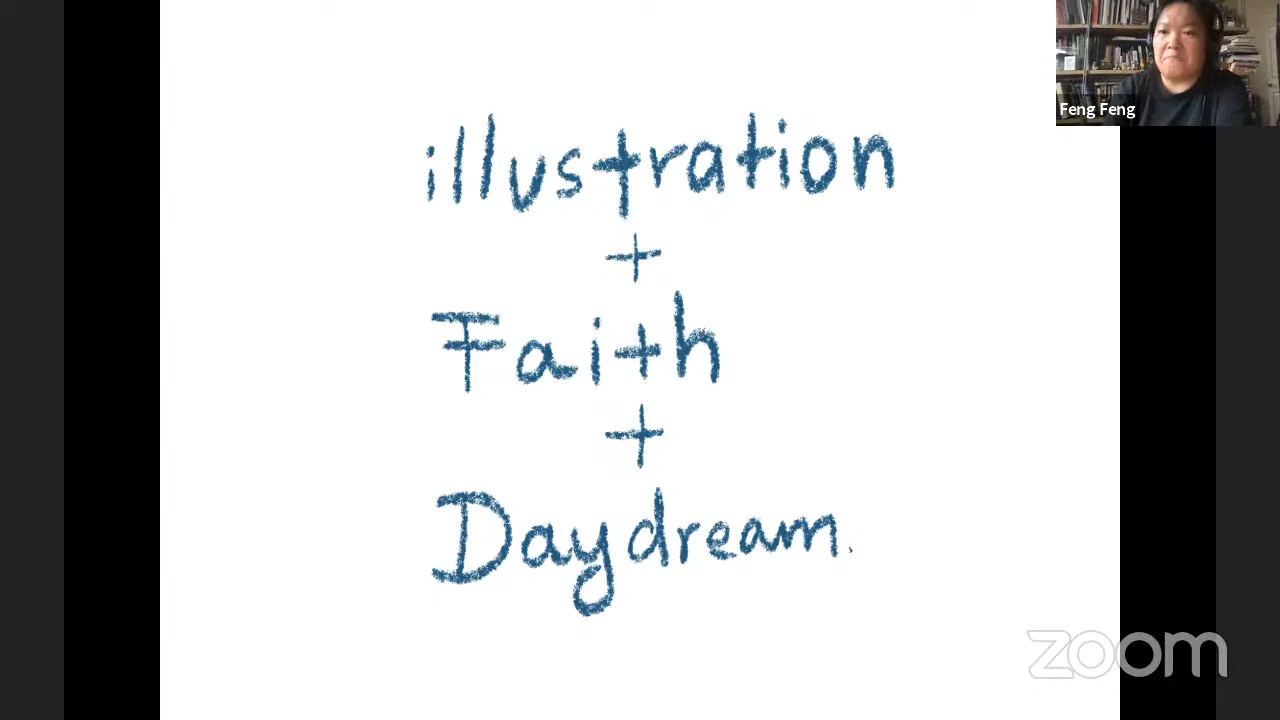 illustration
+
Faith
+
Daydream.
Feng Feng
zoom